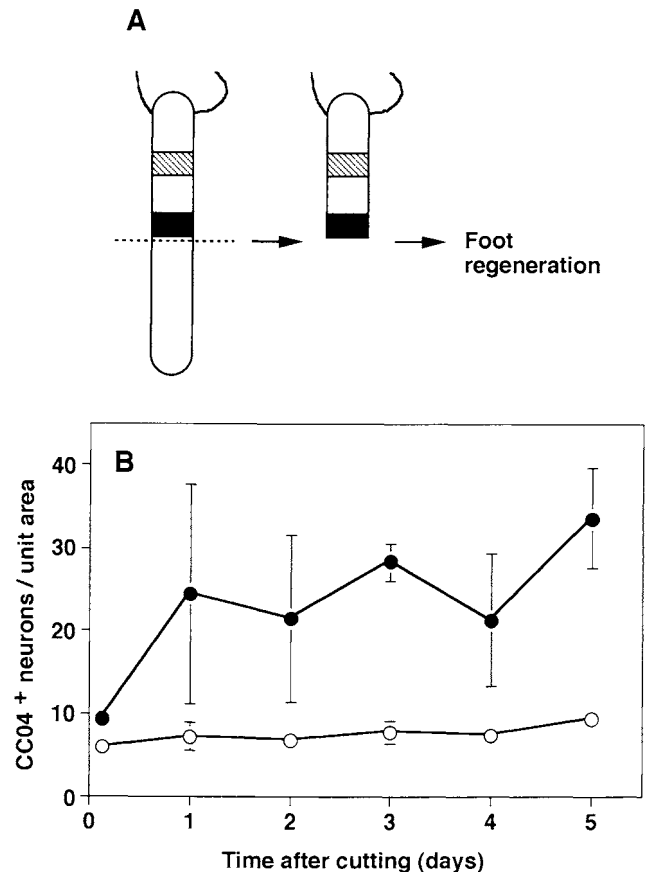 A
Foot
regeneration
B
CC04 + neurons / unit area
40
30
20
10
0
0 1 2 3 4 5
Time after cutting (days)